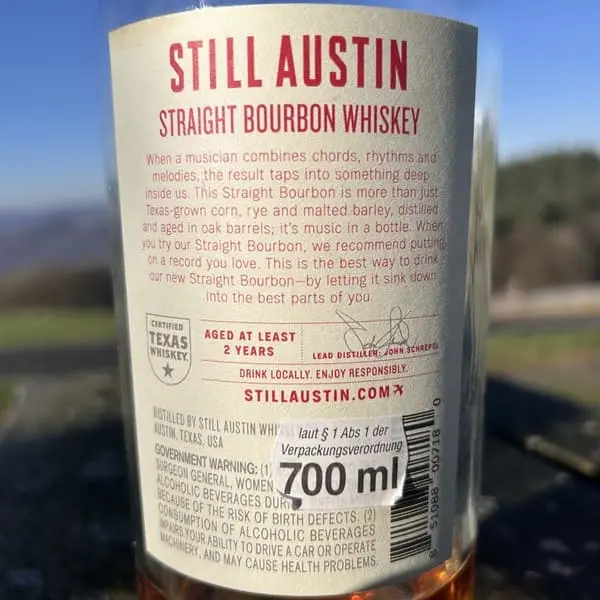 STILL AUSTIN
STRAIGHT BOURBON WHISKEY
When a musician combines chords, rhythms and
melodies, the result taps into something deep
inside us. This Straight Bourbon is more than just
Texas-grown corn, rye and malted barley, distilled
and aged in oak barrels; it's music in a bottle. When
you try our Straight Bourbon, we recommend putting
on a record you love. This is the best way to drink
our new Straight Bourbon—by letting it sink down
into the best parts of you.
CERTIFIED
TEXAS
WHISKEY
AGED AT LEAST
2 YEARS
LEAD DISTILLER: JOHN SCHREPEL
DRINK LOCALLY. ENJOY RESPONSIBLY.
STILLAUSTIN.COM
DISTILLED BY STILL AUSTIN
AUSTIN, TEXAS, USA
laut § 1 Abs 1 der
Verpackungsverordnung
700 ml
GOVERNMENT WARNING: (1)
SURGEON GENERAL, WOMEN
ALCOHOLIC BEVERAGES
BECAUSE OF THE RISK OF BIRTH DEFECTS. (2)
CONSUMPTION OF ALCOHOLIC BEVERAGES
IMPAIRS YOUR ABILITY TO DRIVE A CAR OR OPERATE
MACHINERY, AND MAY CAUSE HEALTH PROBLEMS.
8 51068 00718 0